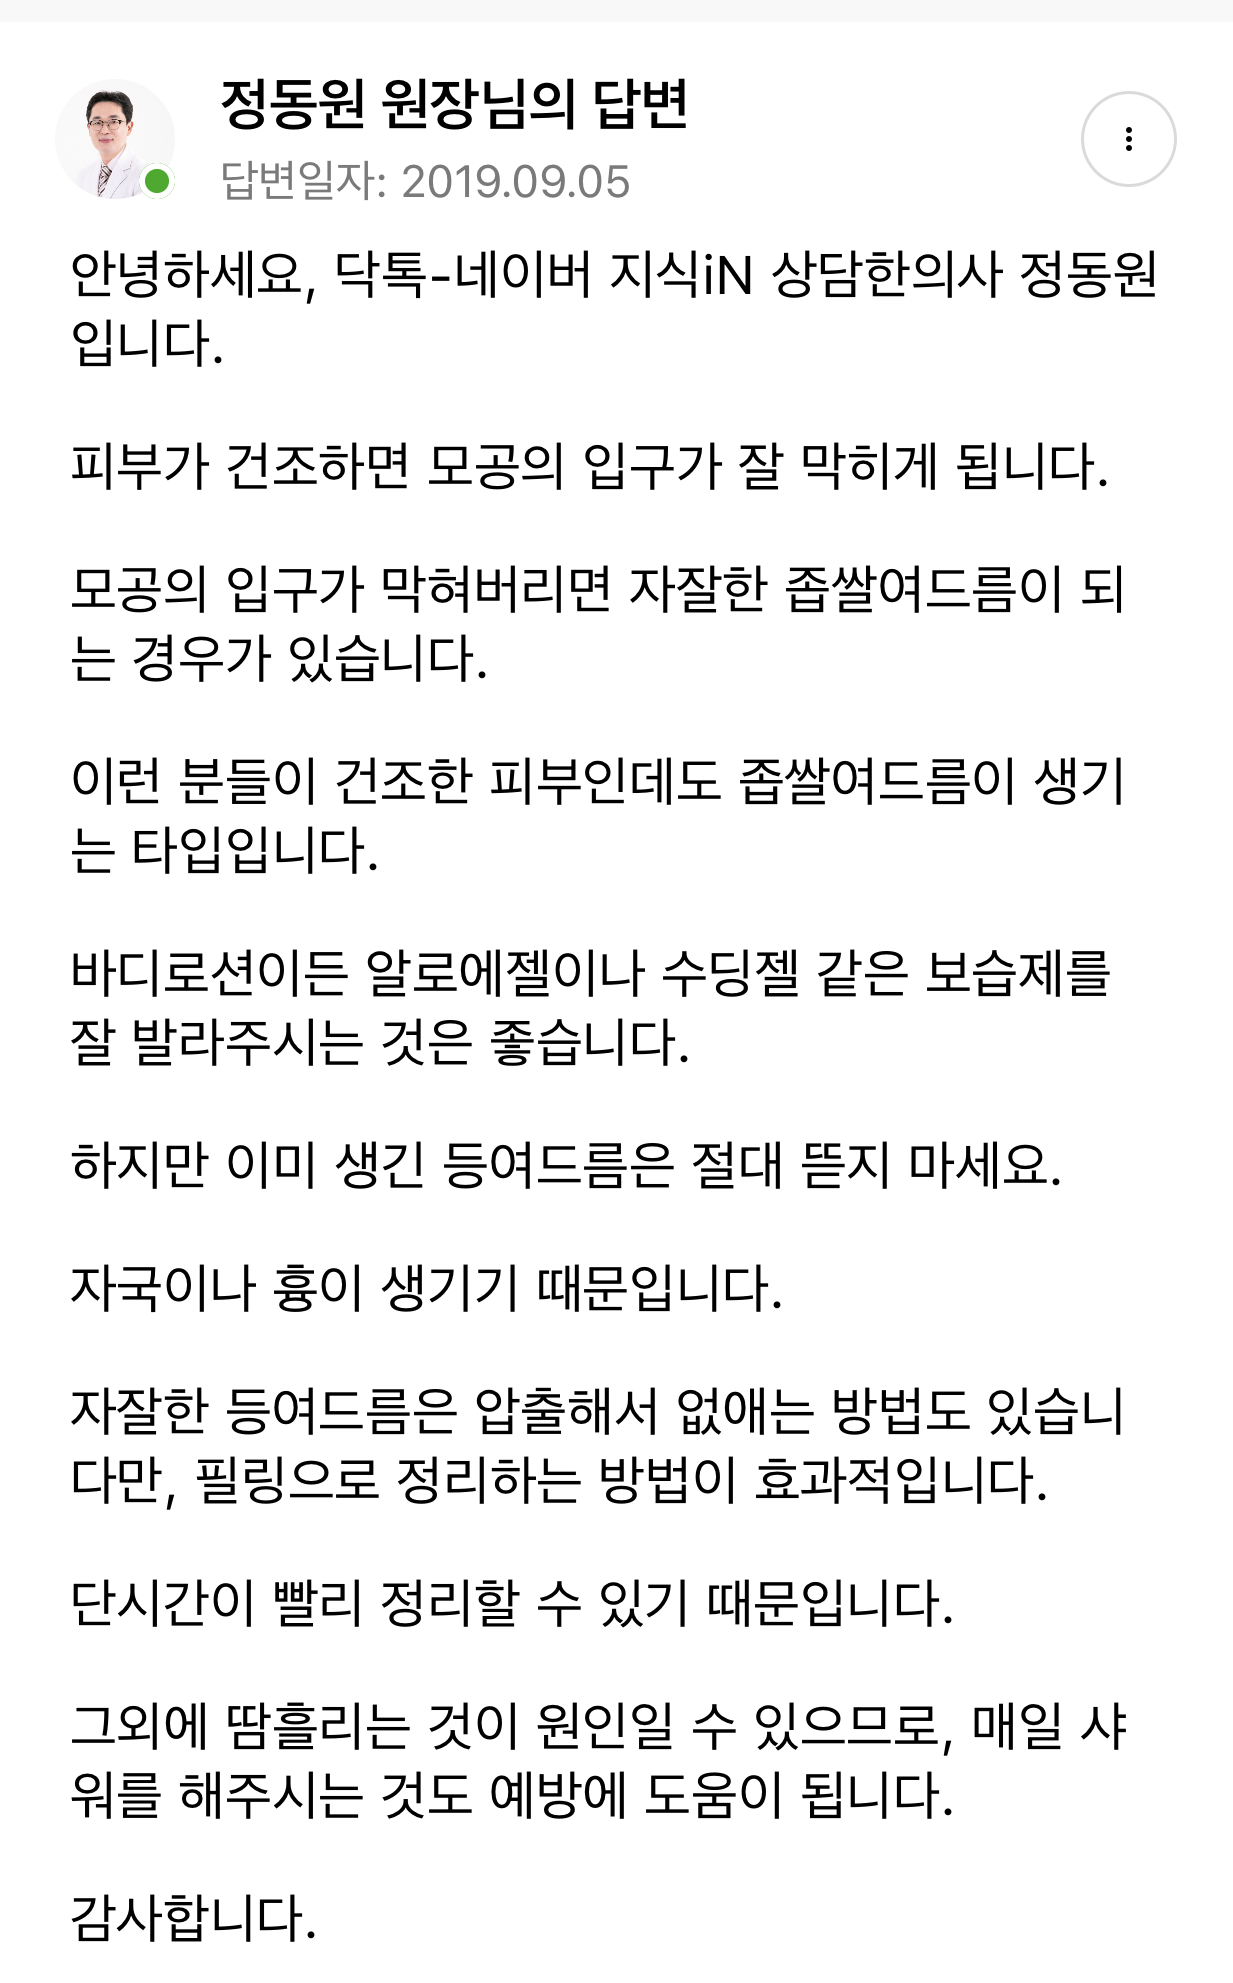 정동원 원장님의 답변
답변일자: 2019.09.05
안녕하세요, 닥톡-네이버 지식iN 상담한의사 정동원
입니다.
피부가 건조하면 모공의 입구가 잘 막히게 됩니다.
모공의 입구가 막혀버리면 자잘한 좁쌀여드름이 되
는 경우가 있습니다.
이런 분들이 건조한 피부인데도 좁쌀여드름이 생기
는 타입입니다.
바디로션이든 알로에젤이나 수딩젤 같은 보습제를
잘 발라주시는 것은 좋습니다.
하지만 이미 생긴 등여드름은 절대 뜯지 마세요.
자국이나 흉이 생기기 때문입니다.
자잘한 등여드름은 압출해서 없애는 방법도 있습니
다만, 필링으로 정리하는 방법이 효과적입니다.
단시간이 빨리 정리할 수 있기 때문입니다.
그외에 땀흘리는 것이 원인일 수 있으므로, 매일 샤
워를 해주시는 것도 예방에 도움이 됩니다.
감사합니다.